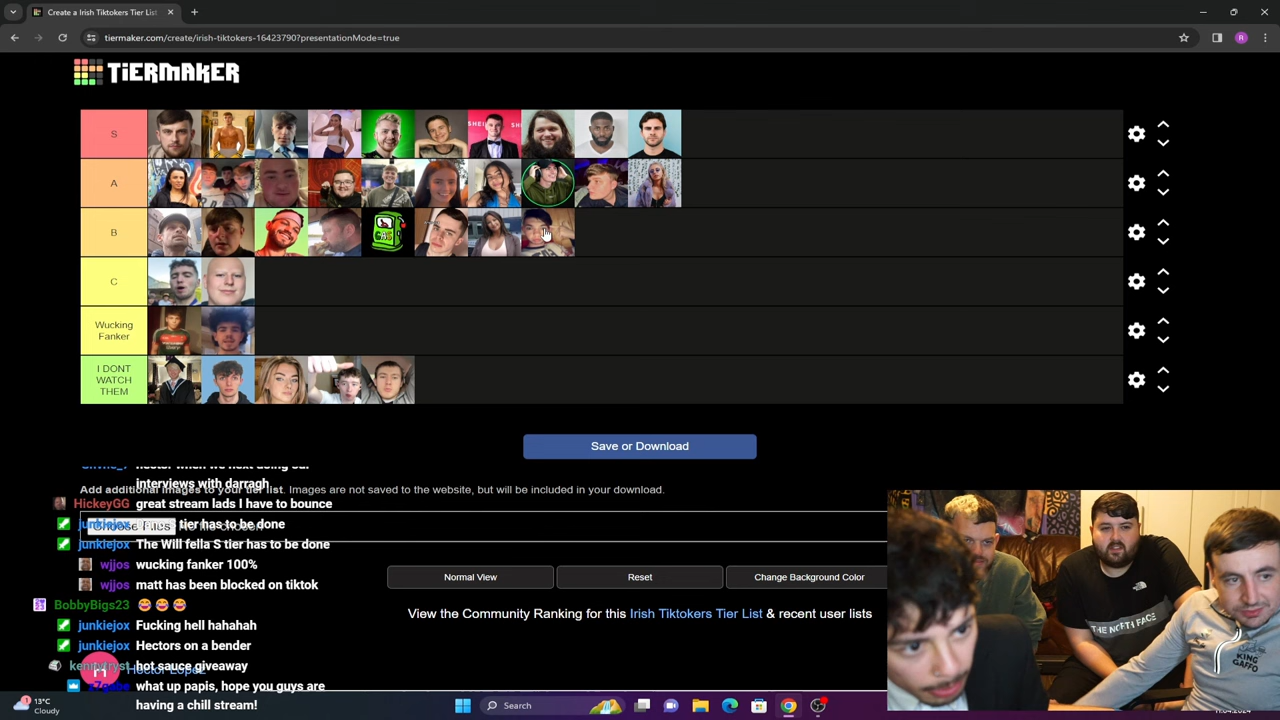 Create a Irish Tiktokers Tier List
tiermaker.com/create/irish-tiktokers-16423790?presentationMode=true
R
TiERMAKER
S
A
B
C
Wucking
Fanker
I DONT
WATCH
THEM
Save or Download
interviews with darragh
Add additional images to your tier list. Images are not saved to the website, but will be included in your download.
HickeyGG great stream lads I have to bounce
Choose Files
tier has to be done
junkiejox The Will fella S tier has to be done
wjjos wucking fanker 100%
wjjos matt has been blocked on tiktok
BobbyBigs23 😂 😂 😂
junkiejox Fucking hell hahahah
junkiejox Hectors on a bender
hot sauce giveaway
what up papis, hope you guys are
having a chill stream!
Normal View
Reset
Change Background Color
View the Community Ranking for this Irish Tiktokers Tier List & recent user lists
THE NORTH FACE
KING
GAFFO
13°C
Cloudy
Search